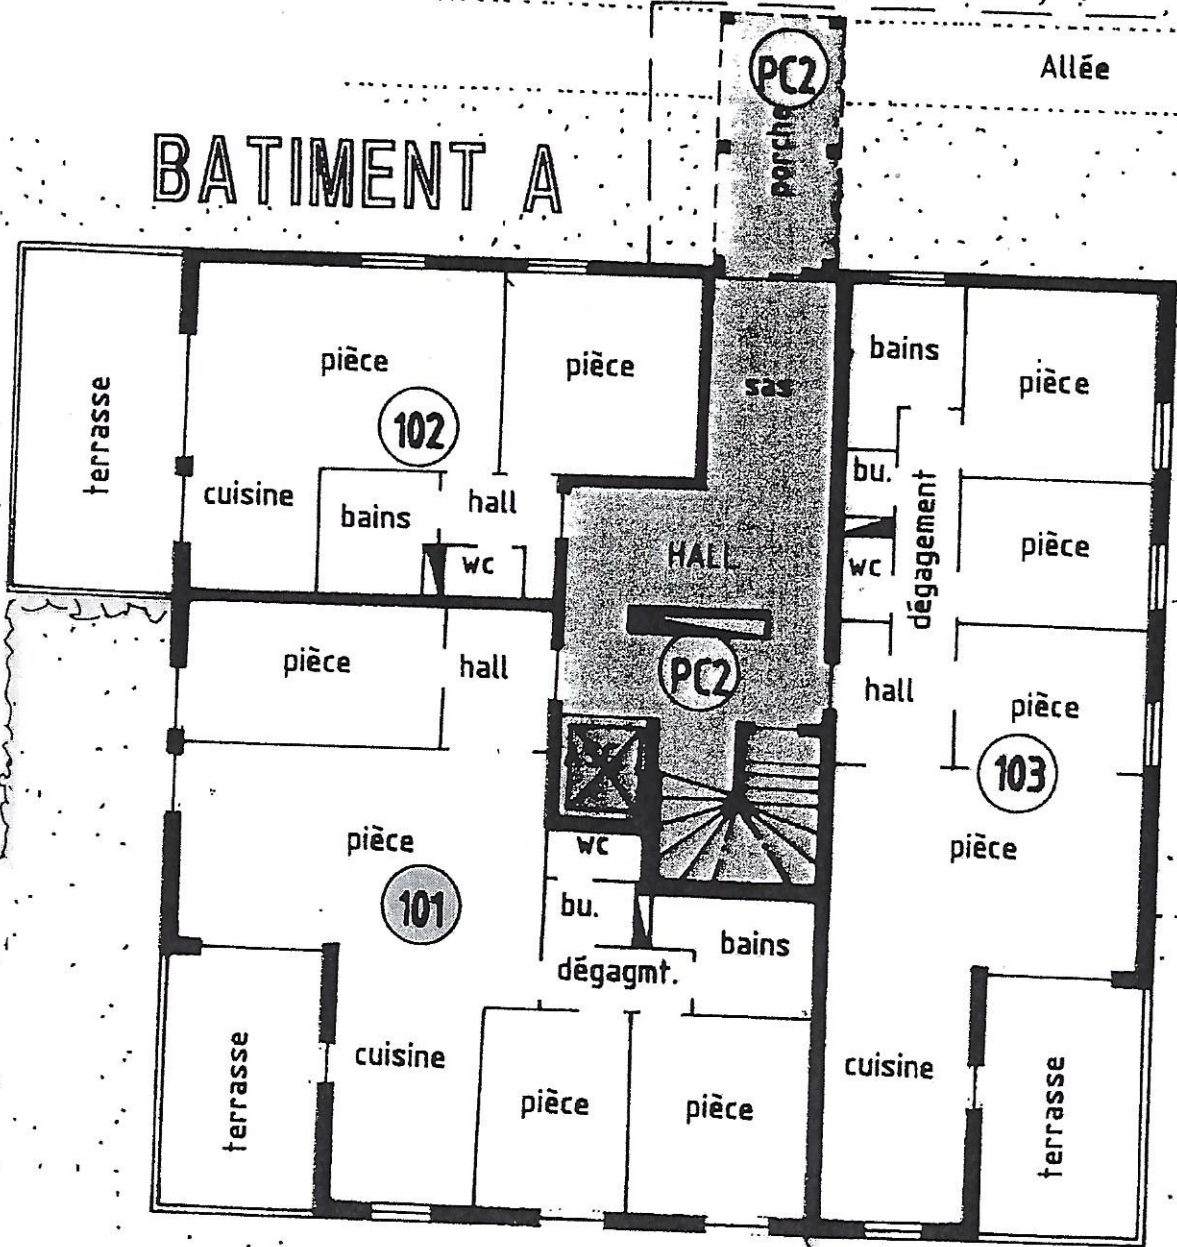 Allée
PC2
porche
BATIMENT A
terrasse
pièce
pièce
102
cuisine
bains
hall
wc
sas
HALL
PC2
bains
pièce
bu.
dégagement
wc
pièce
hall
pièce
103
pièce
cuisine
terrasse
pièce
hall
pièce
101
wc
bu.
dégagmt.
bains
terrasse
cuisine
pièce
pièce